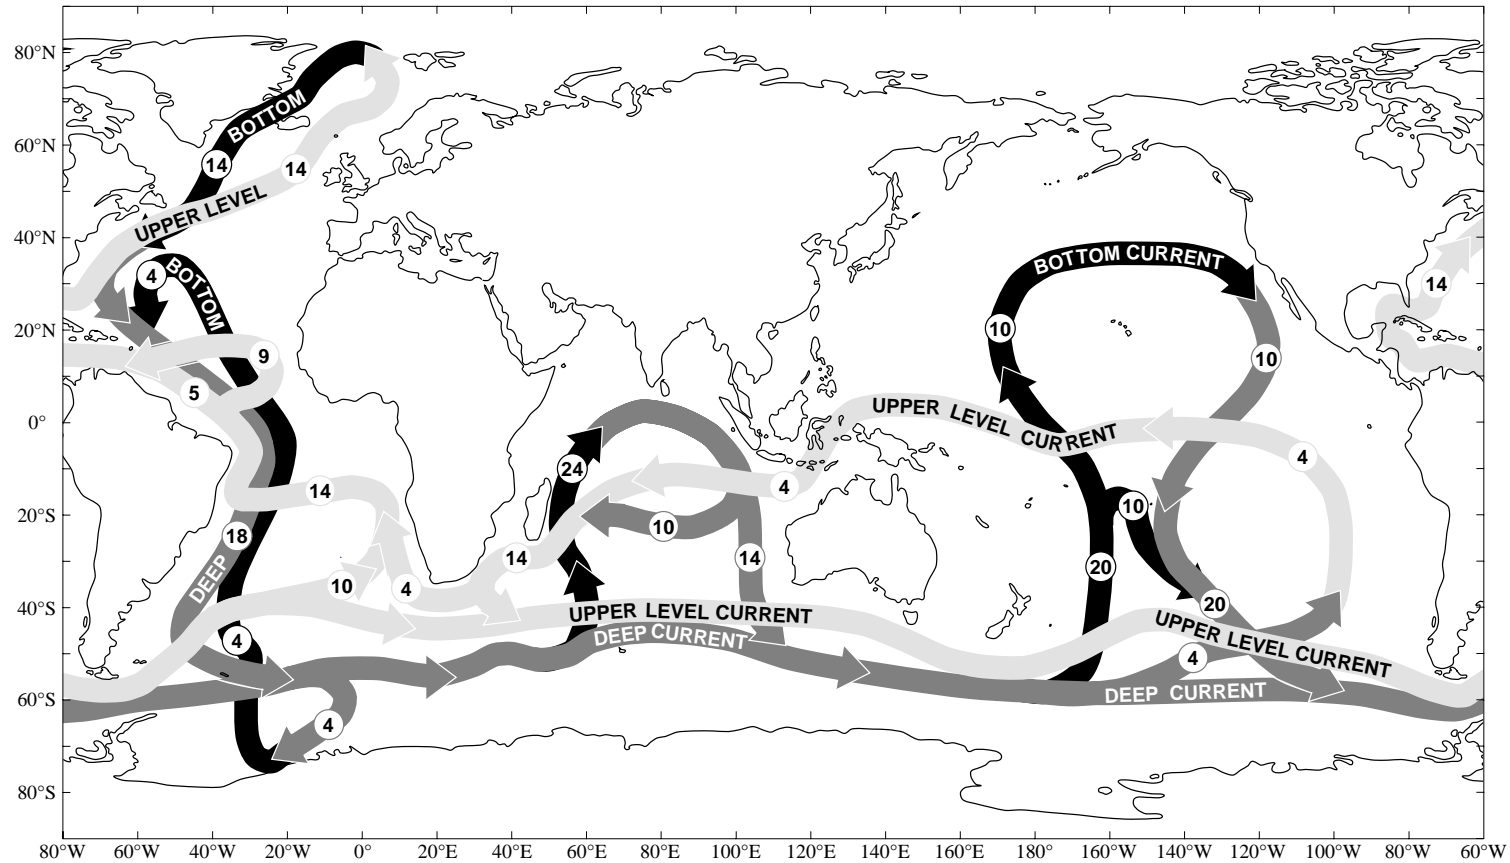 80°N
60°N
40°N
20°N
0°
20°S
40°S
60°S
80°S
BOTTOM
14
14
UPPER LEVEL
4
BOTTOM
9
5
14
18
DEEP
10
4
4
4
24
4
14
10
14
UPPER LEVEL CURRENT
DEEP CURRENT
UPPER LEVEL CURRENT
BOTTOM CURRENT
10
10
14
4
10
20
20
4
UPPER LEVEL CURRENT
DEEP CURRENT
80°W 60°W 40°W 20°W 0° 20°E 40°E 60°E 80°E 100°E 120°E 140°E 160°E 180° 160°W 140°W 120°W 100°W 80°W 60°W